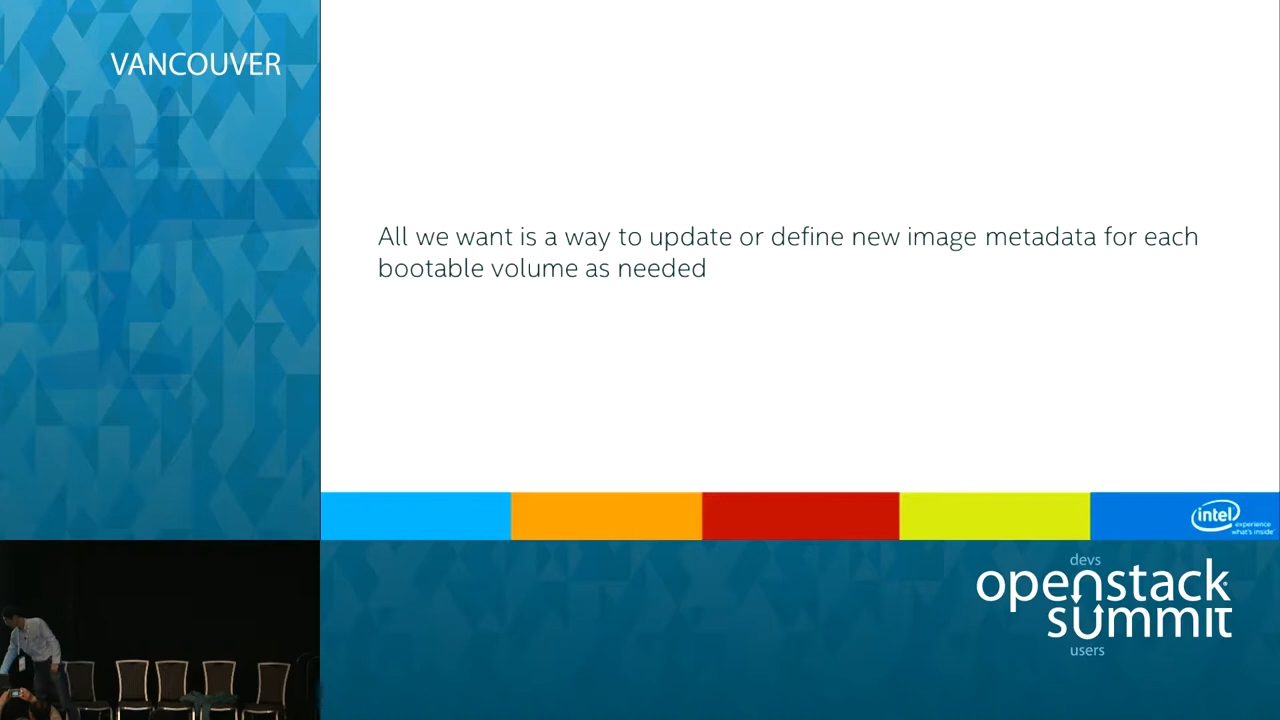 VANCOUVER
All we want is a way to update or define new image metadata for each
bootable volume as needed
intel
experience
what's inside
devs
openstack
summit
users